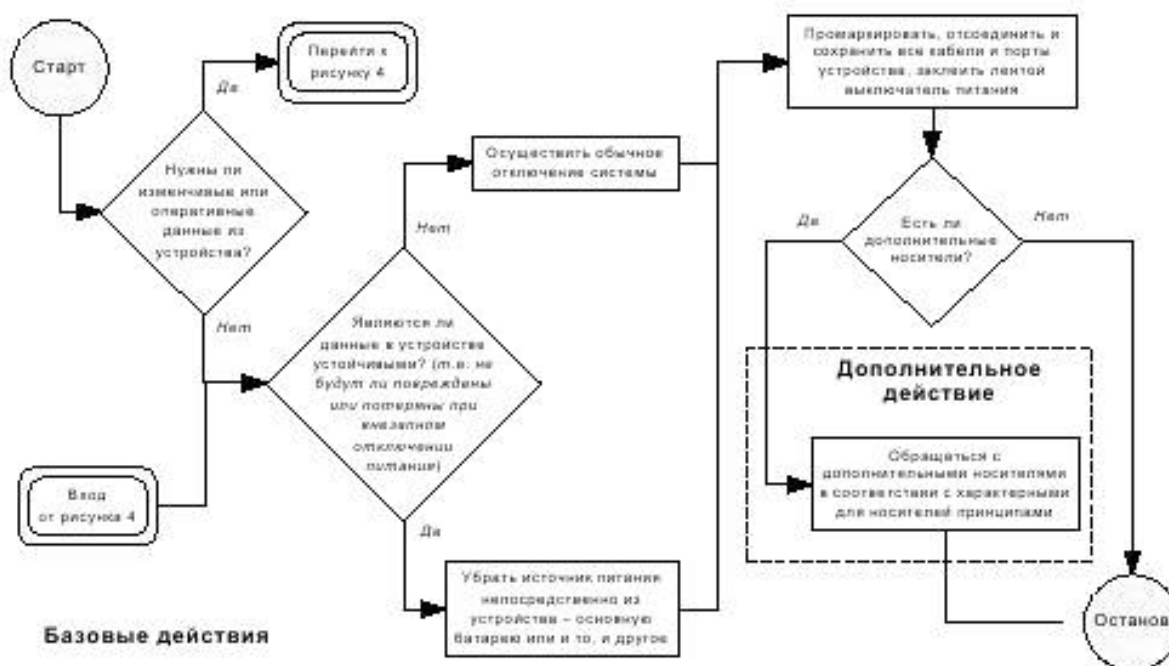 Старт
Перейти к
рисунку 4
Да
Нужны ли
изменчивые или
оперативные
данные из
устройства?
Нет
Вход
от рисунка 4
Являются ли
данные в устройстве
устойчивыми? (т.е. не
будут ли повреждены
или потеряны при
внезапном
отключении
питания)
Нет
Осуществить обычное
отключение системы
Да
Убрать источник питания
непосредственно из
устройства – основную
батарею или и то, и другое
Промаркировать, отсоединить и
сохранить все кабели и порты
устройства, заклеить лентой
выключатель питания
Есть ли
дополнительные
носители?
Да
Нет
Дополнительное
действие
Обращаться с
дополнительными носителями
в соответствии с характерными
для носителей принципами
Останов
Базовые действия